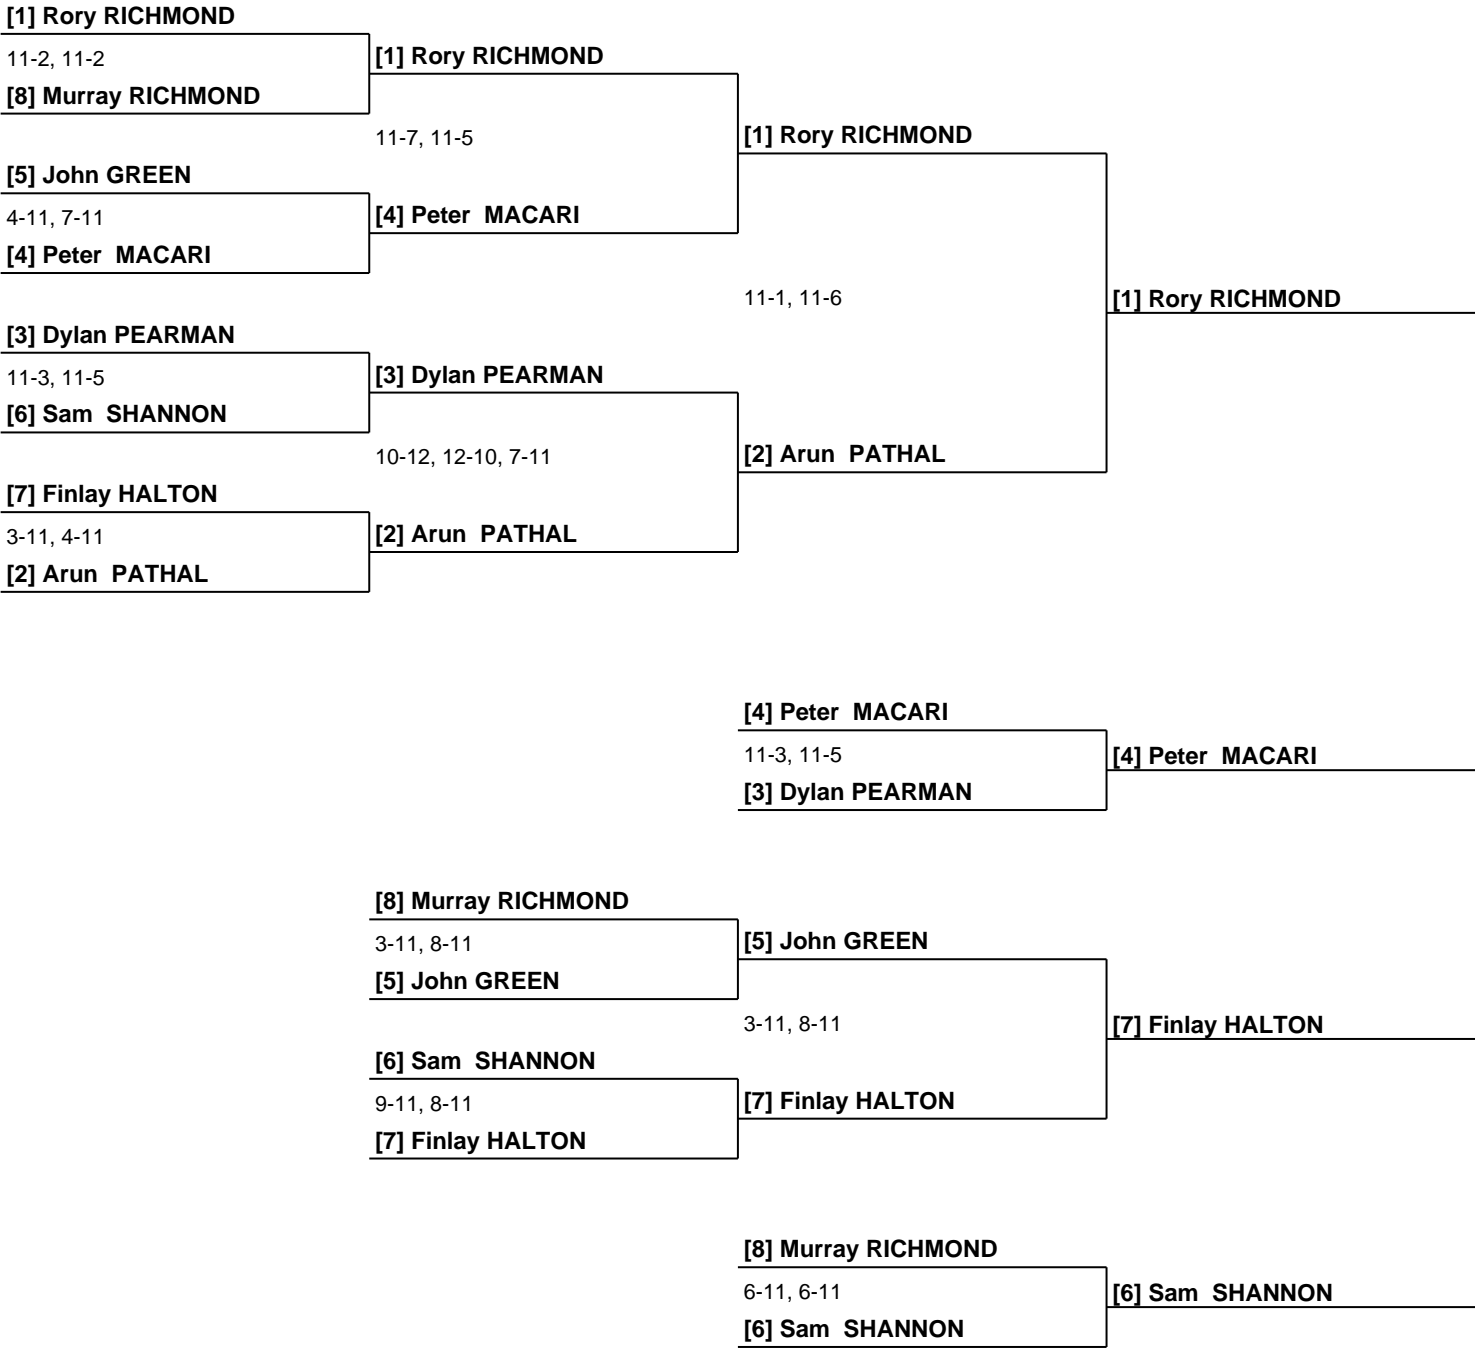 [1] Rory RICHMOND
11-2, 11-2
[1] Rory RICHMOND
[8] Murray RICHMOND
11-7, 11-5
[1] Rory RICHMOND
[5] John GREEN
4-11, 7-11
[4] Peter  MACARI
[4] Peter  MACARI
11-1, 11-6
[1] Rory RICHMOND
[3] Dylan PEARMAN
11-3, 11-5
[3] Dylan PEARMAN
[6] Sam  SHANNON
10-12, 12-10, 7-11
[2] Arun  PATHAL
[7] Finlay HALTON
3-11, 4-11
[2] Arun  PATHAL
[2] Arun  PATHAL
[4] Peter  MACARI
11-3, 11-5
[4] Peter  MACARI
[3] Dylan PEARMAN
[8] Murray RICHMOND
3-11, 8-11
[5] John GREEN
[5] John GREEN
3-11, 8-11
[7] Finlay HALTON
[6] Sam  SHANNON
9-11, 8-11
[7] Finlay HALTON
[7] Finlay HALTON
[8] Murray RICHMOND
6-11, 6-11
[6] Sam  SHANNON
[6] Sam  SHANNON